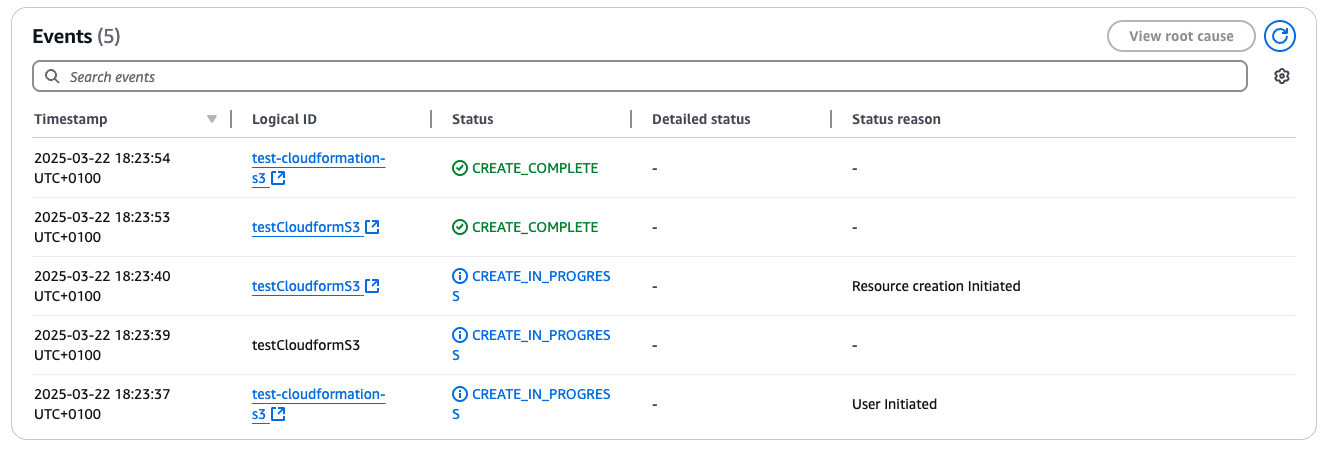 Events (5)
View root cause
Search events
Timestamp Logical ID Status Detailed status Status reason
2025-03-22 18:23:54 test-cloudformation- CREATE_COMPLETE - -
UTC+0100 s3
2025-03-22 18:23:53 testCloudformS3 CREATE_COMPLETE - -
UTC+0100
2025-03-22 18:23:40 testCloudformS3 CREATE_IN_PROGRES - Resource creation Initiated
UTC+0100 S
2025-03-22 18:23:39 testCloudformS3 CREATE_IN_PROGRES - -
UTC+0100 S
2025-03-22 18:23:37 test-cloudformation- CREATE_IN_PROGRES - User Initiated
UTC+0100 s3 S